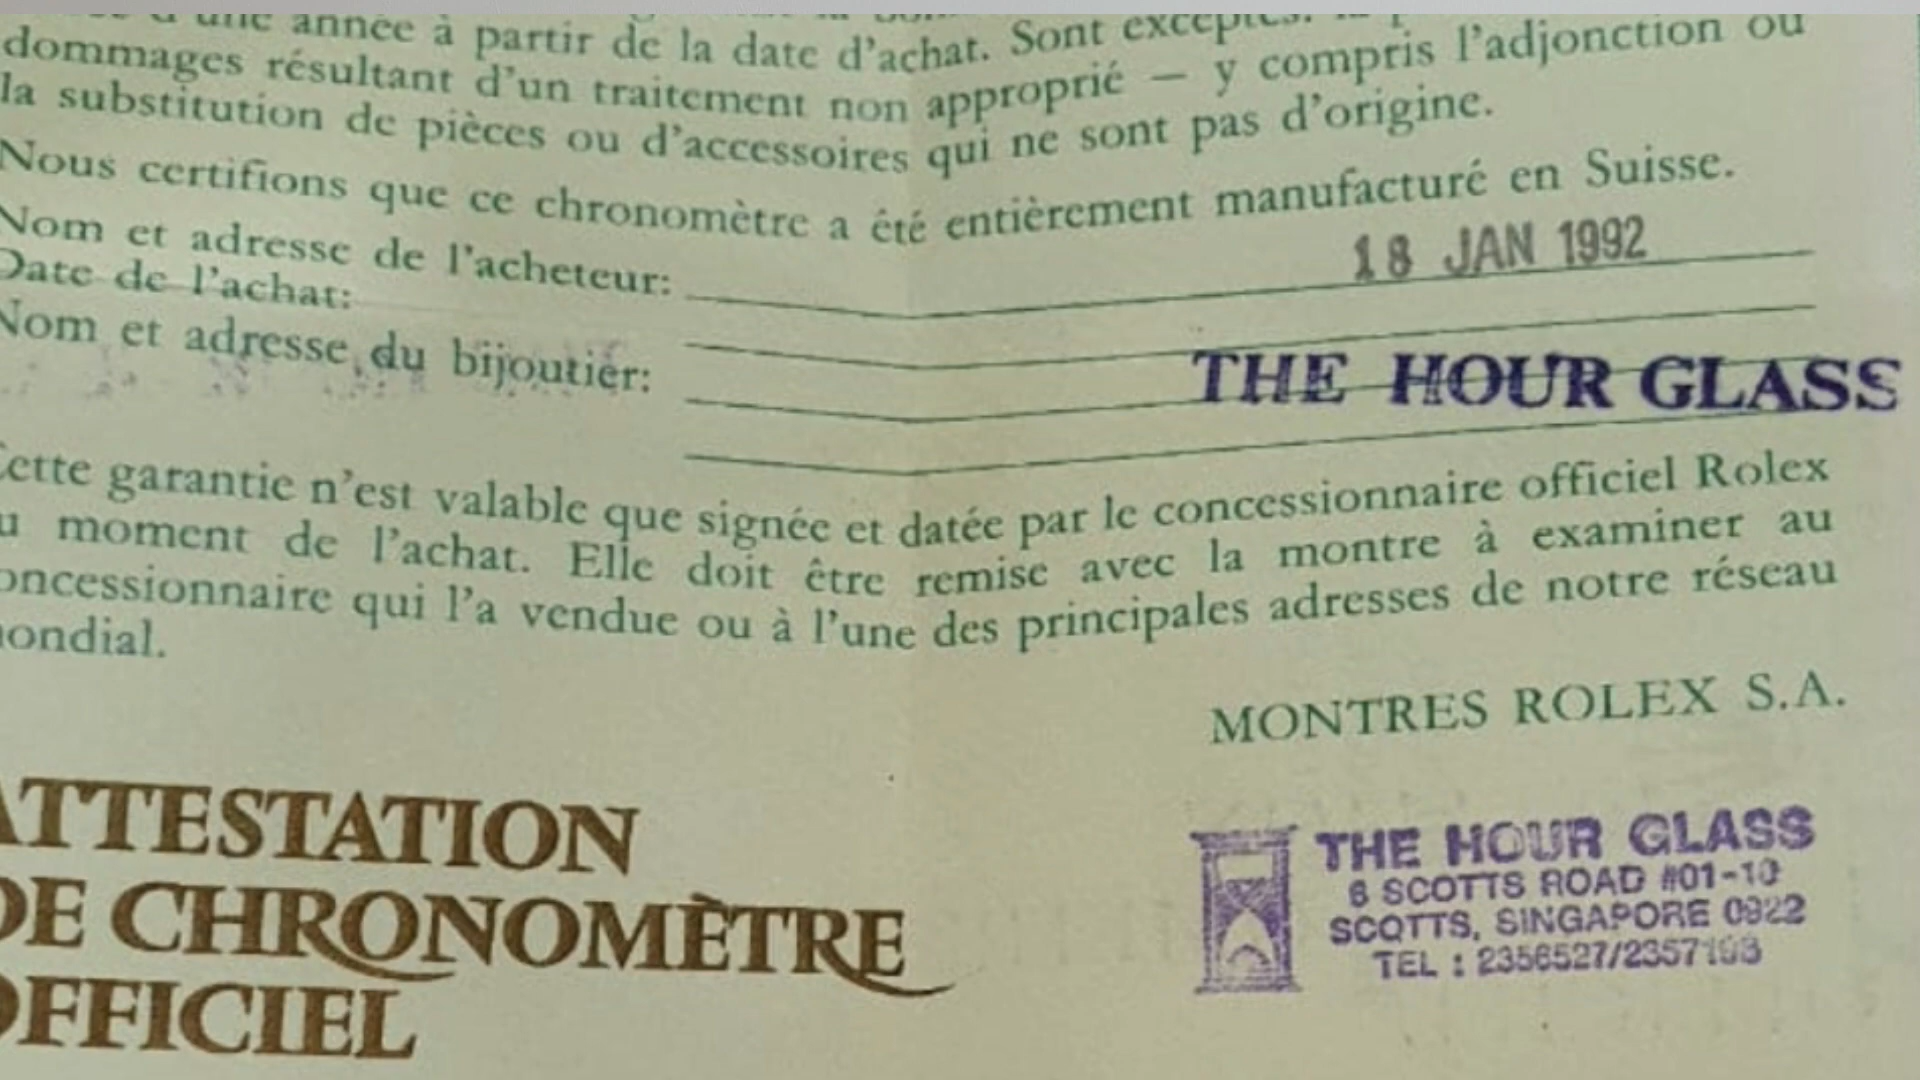 d'une année à partir de la date d'achat. Sont exceptés:
dommages résultant d'un traitement non approprié — y compris l'adjonction ou
la substitution de pièces ou d'accessoires qui ne sont pas d'origine.
Nous certifions que ce chronomètre a été entièrement manufacturé en Suisse.
18 JAN 1992
Nom et adresse de l'acheteur:
Date de l'achat:
Nom et adresse du bijoutier:
THE HOUR GLASS
Cette garantie n'est valable que signée et datée par le concessionnaire officiel Rolex
u moment de l'achat. Elle doit être remise avec la montre à examiner au
oncessionnaire qui l'a vendue ou à l'une des principales adresses de notre réseau
ondial.
MONTRES ROLEX S.A.
ATTESTATION
DE CHRONOMÈTRE
OFFICIEL
THE HOUR GLASS
6 SCOTTS ROAD #01-10
SCOTTS, SINGAPORE 0922
TEL :